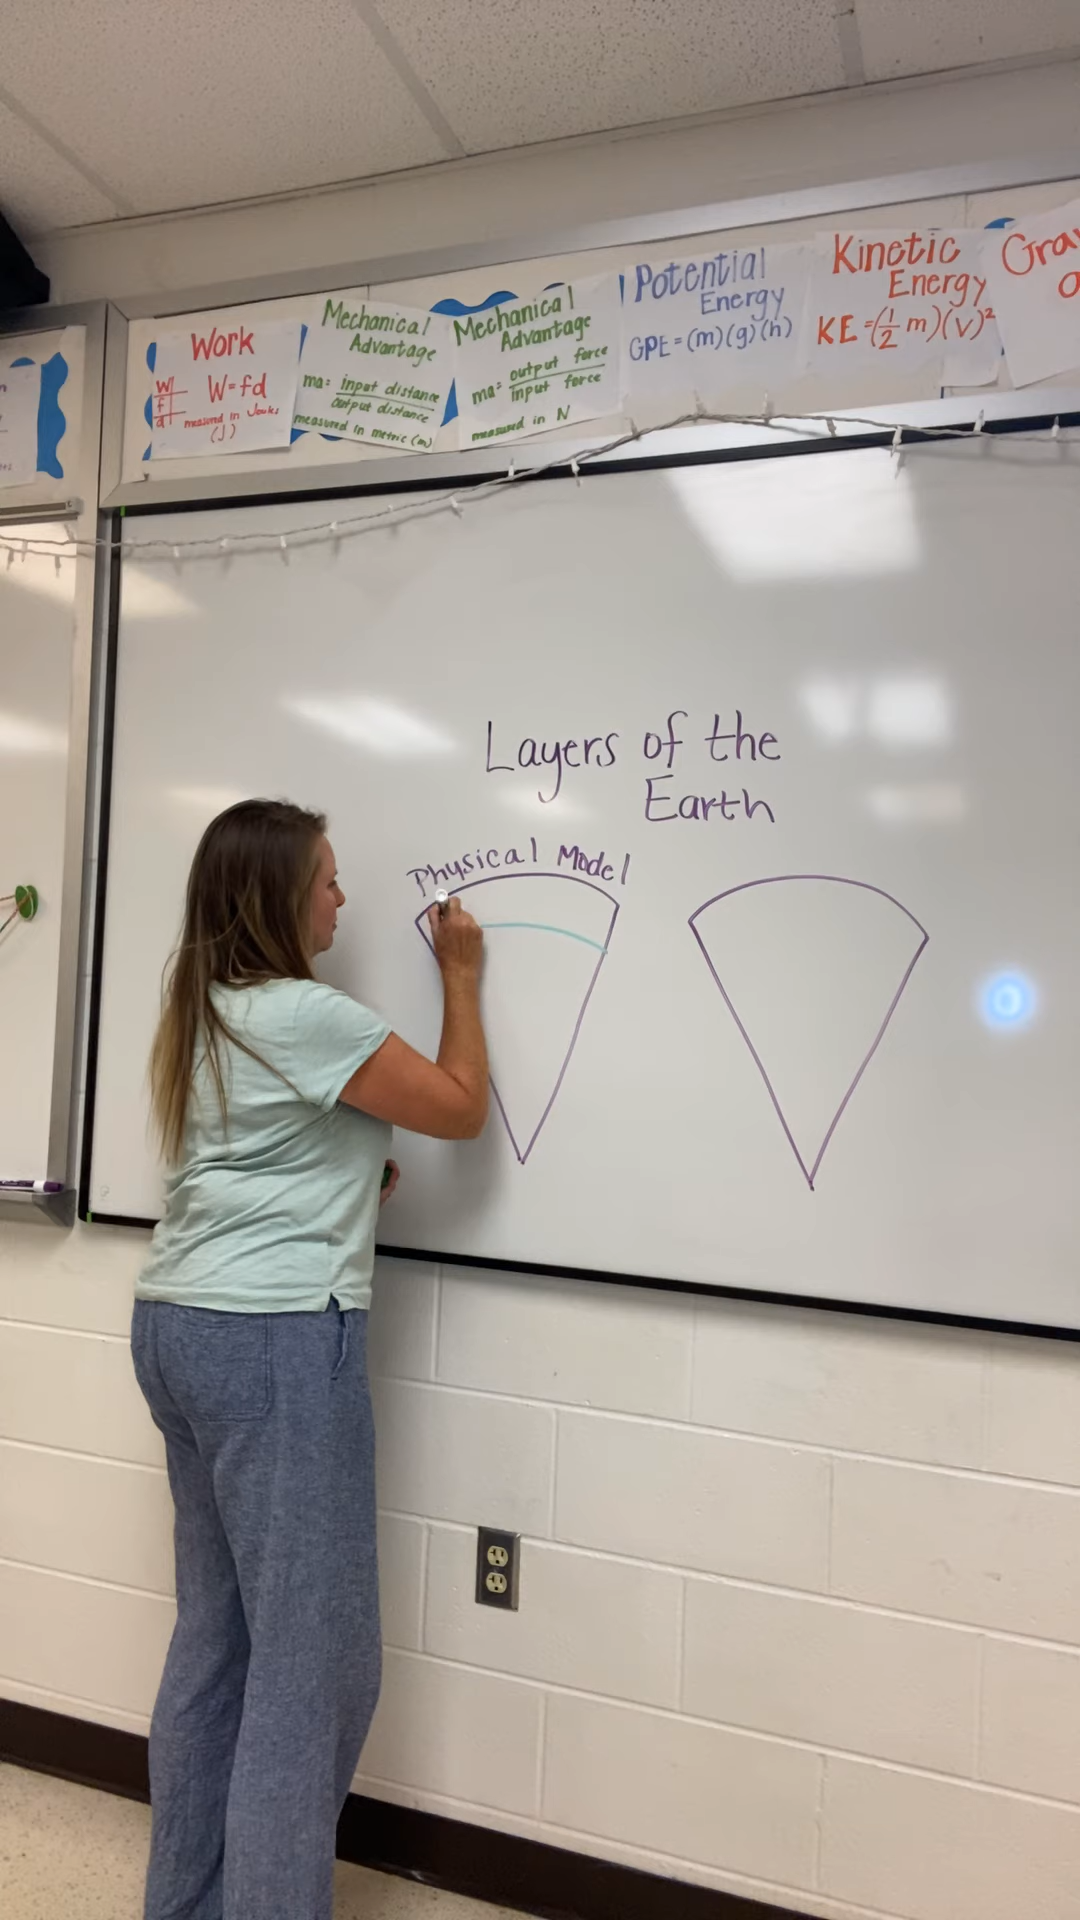 Work
W
f
d
W=fd
measured in Jouks
(J)
Mechanical
Advantage
ma= input distance
output distance
measured in metric (m)
Mechanical
Advantage
ma= output force
input force
measured in N
Potential
Energy
GPE=(m)(g)(h)
Kinetic
Energy
KE=(½ m)(v)²
Gra
Layers of the
Earth
Physical Model